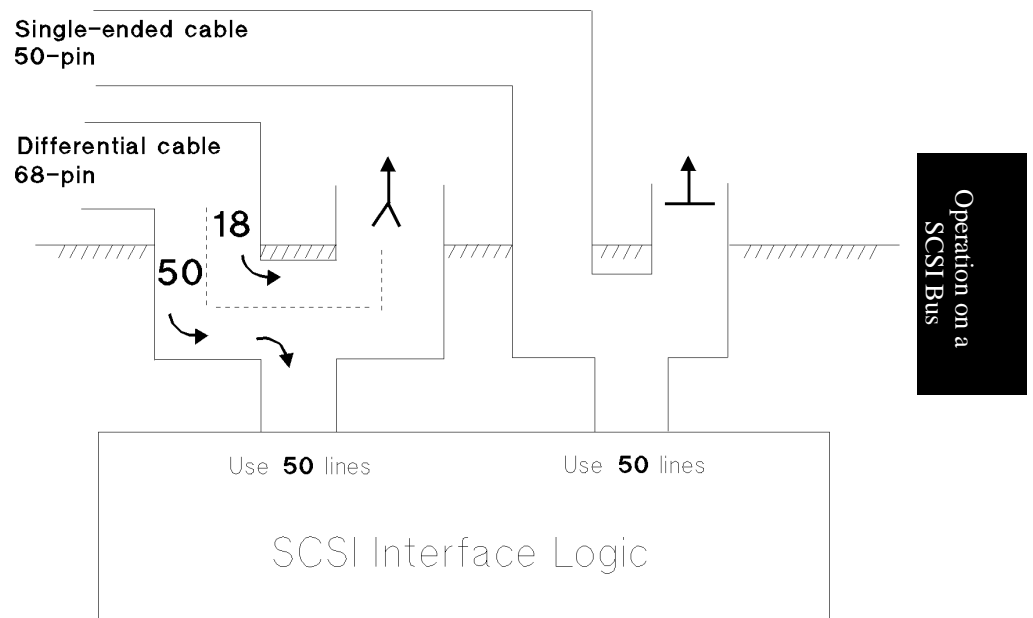 Single-ended cable
50-pin
Differential cable
68-pin
18
50
Use 50 lines
Use 50 lines
SCSI Interface Logic
Operation on a
SCSI Bus